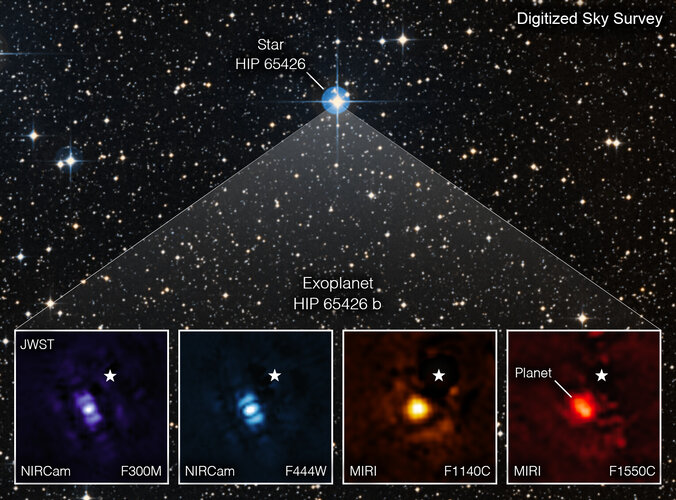 Digitized Sky Survey
Star
HIP 65426
Exoplanet
HIP 65426 b
JWST
NIRCam
F300M
NIRCam
F444W
MIRI
F1140C
Planet
MIRI
F1550C